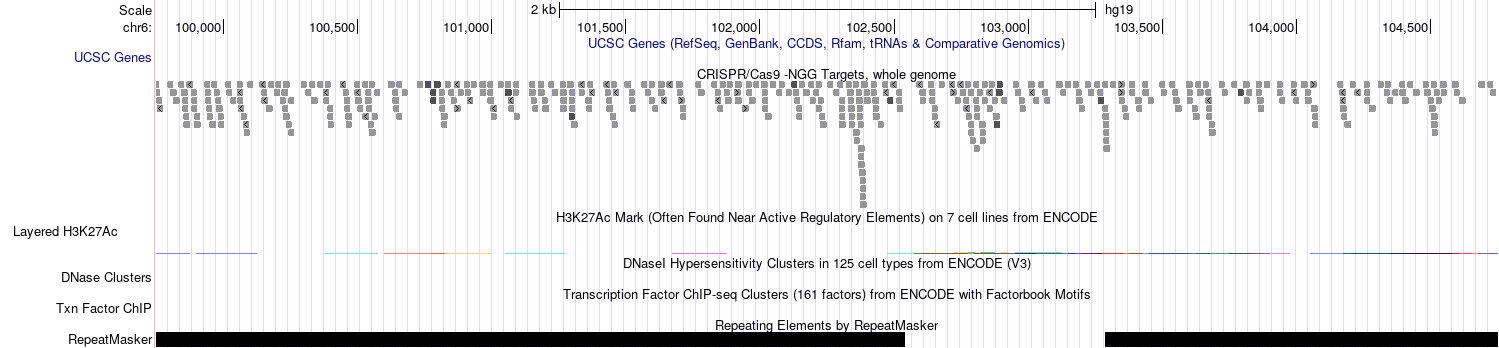 Scale 2 kb hg19
chr6: 100,000 100,500 101,000 101,500 102,000 102,500 103,000 103,500 104,000 104,500
UCSC Genes (RefSeq, GenBank, CCDS, Rfam, tRNAs & Comparative Genomics)
UCSC Genes
CRISPR/Cas9 -NGG Targets, whole genome
H3K27Ac Mark (Often Found Near Active Regulatory Elements) on 7 cell lines from ENCODE
Layered H3K27Ac
DNaseI Hypersensitivity Clusters in 125 cell types from ENCODE (V3)
DNase Clusters
Transcription Factor ChIP-seq Clusters (161 factors) from ENCODE with Factorbook Motifs
Txn Factor ChIP
Repeating Elements by RepeatMasker
RepeatMasker